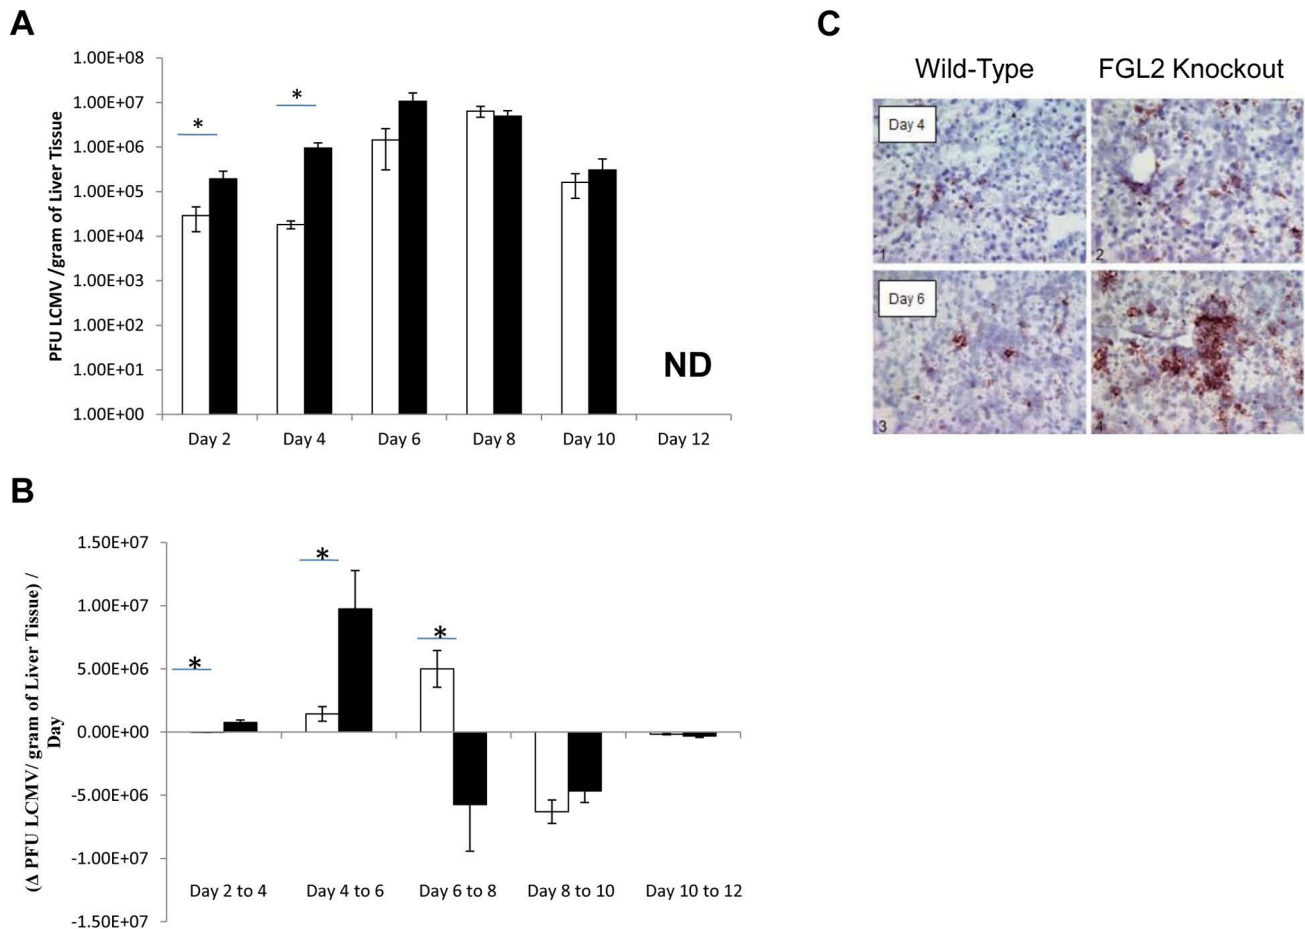 A
PFU LCMV /gram of Liver Tissue
1.00E+08
1.00E+07
1.00E+06
1.00E+05
1.00E+04
1.00E+03
1.00E+02
1.00E+01
1.00E+00
*
*
ND
Day 2
Day 4
Day 6
Day 8
Day 10
Day 12
B
(Δ PFU LCMV/ gram of Liver Tissue) /
Day
1.50E+07
1.00E+07
5.00E+06
0.00E+00
-5.00E+06
-1.00E+07
-1.50E+07
*
*
*
Day 2 to 4
Day 4 to 6
Day 6 to 8
Day 8 to 10
Day 10 to 12
C
Wild-Type
FGL2 Knockout
Day 4
1
2
Day 6
3
4